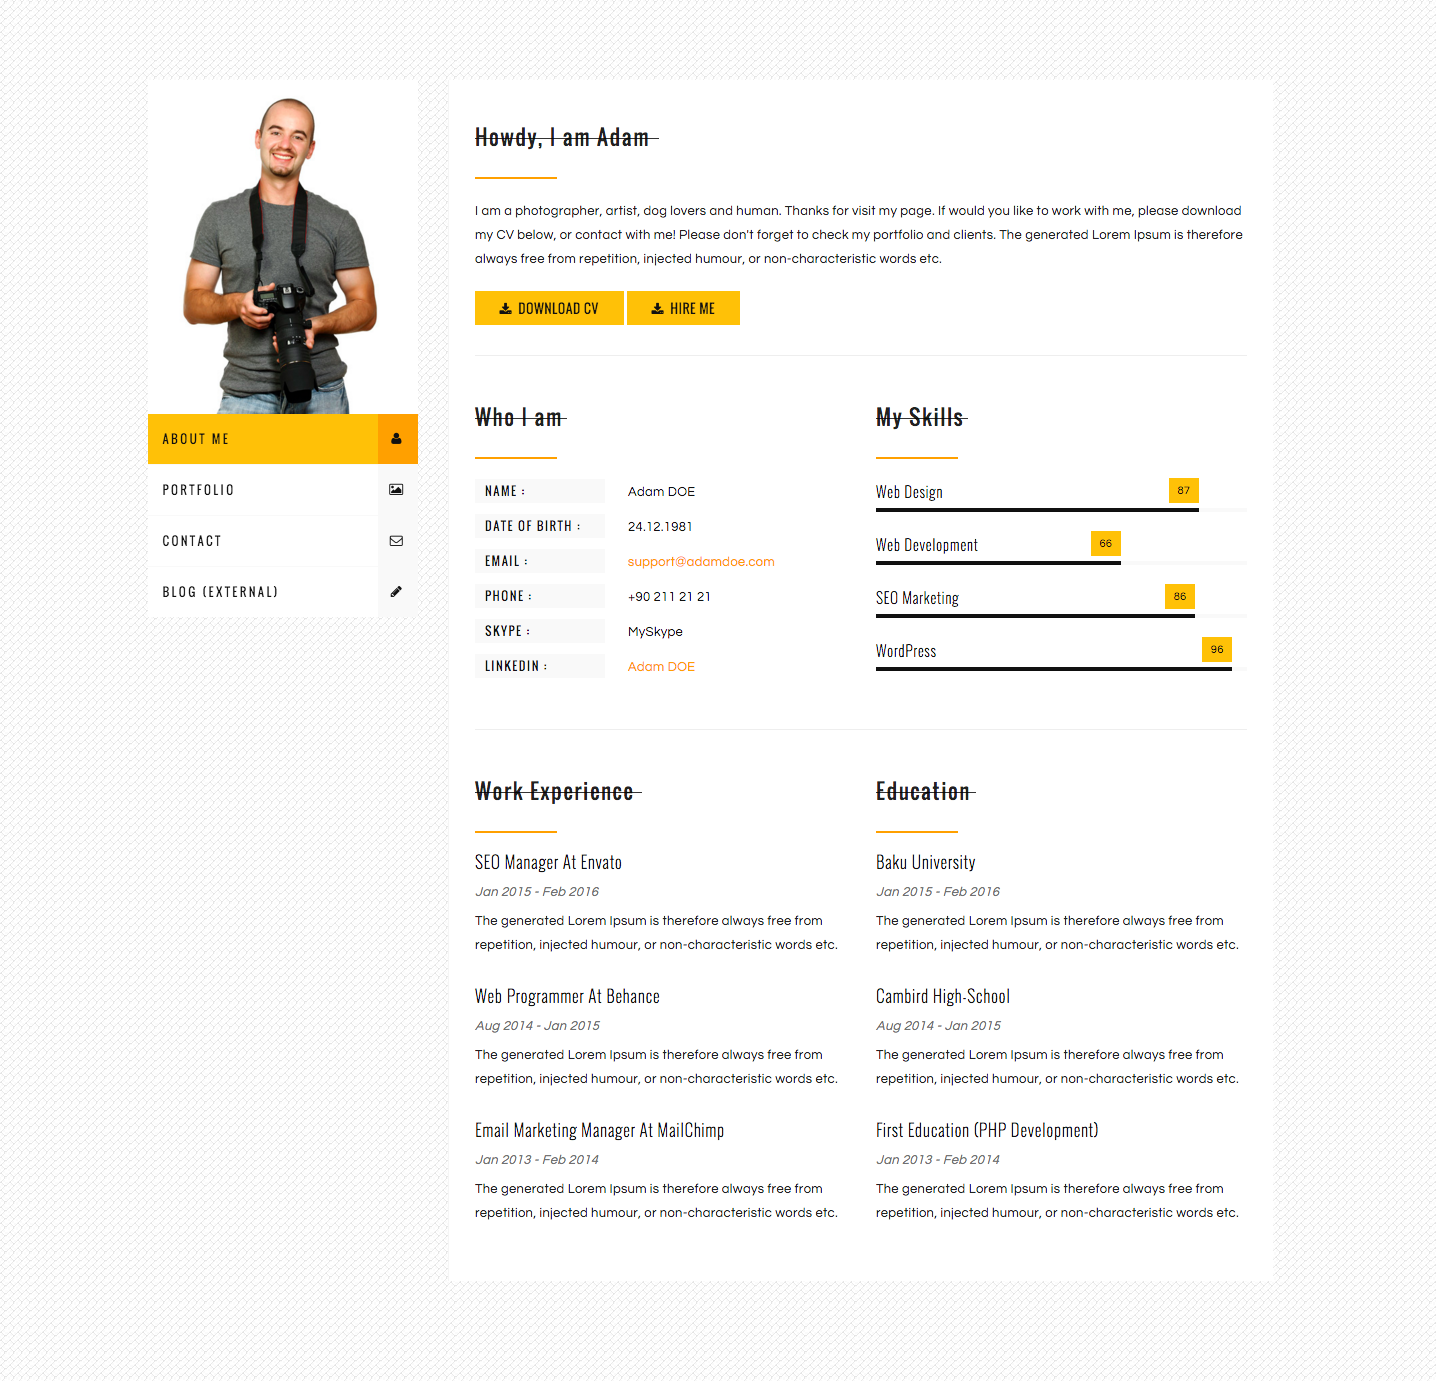 ABOUT ME
PORTFOLIO
CONTACT
BLOG (EXTERNAL)
Howdy, I am Adam
I am a photographer, artist, dog lovers and human. Thanks for visit my page. If would you like to work with me, please download
my CV below, or contact with me! Please don't forget to check my portfolio and clients. The generated Lorem Ipsum is therefore
always free from repetition, injected humour, or non-characteristic words etc.
DOWNLOAD CV HIRE ME
Who I am
NAME : Adam DOE
DATE OF BIRTH : 24.12.1981
EMAIL : support@adamdoe.com
PHONE : +90 211 21 21
SKYPE : MySkype
LINKEDIN : Adam DOE
My Skills
Web Design 87
Web Development 66
SEO Marketing 86
WordPress 96
Work Experience
SEO Manager At Envato
Jan 2015 - Feb 2016
The generated Lorem Ipsum is therefore always free from
repetition, injected humour, or non-characteristic words etc.
Web Programmer At Behance
Aug 2014 - Jan 2015
The generated Lorem Ipsum is therefore always free from
repetition, injected humour, or non-characteristic words etc.
Email Marketing Manager At MailChimp
Jan 2013 - Feb 2014
The generated Lorem Ipsum is therefore always free from
repetition, injected humour, or non-characteristic words etc.
Education
Baku University
Jan 2015 - Feb 2016
The generated Lorem Ipsum is therefore always free from
repetition, injected humour, or non-characteristic words etc.
Cambird High-School
Aug 2014 - Jan 2015
The generated Lorem Ipsum is therefore always free from
repetition, injected humour, or non-characteristic words etc.
First Education (PHP Development)
Jan 2013 - Feb 2014
The generated Lorem Ipsum is therefore always free from
repetition, injected humour, or non-characteristic words etc.